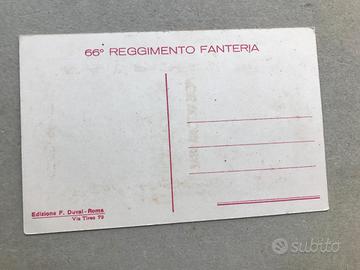 66° REGGIMENTO FANTERIA
Edizione F. Duval - Roma
Via Tirso 79
subito